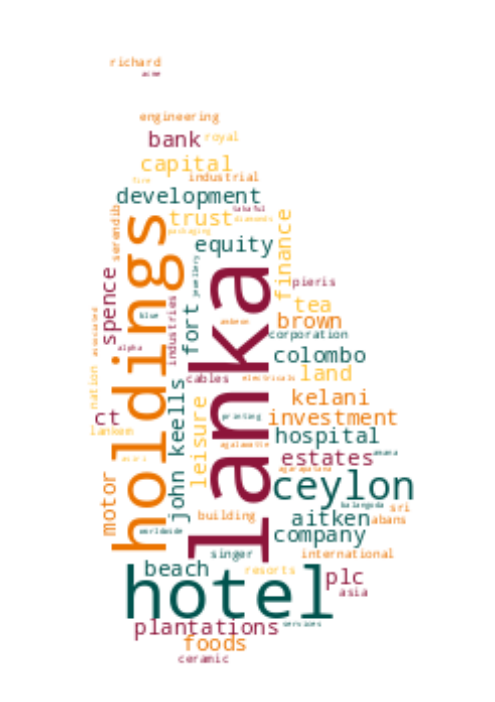 richard
acme
engineering
bank
royal
capital
fire
industrial
development
takaful
trust
diamonds
packaging
serendib
holdings
equity
finance
jewellery
spence
pieris
tea
blue
industries
fort
lanka
brown
corporation
associated
alpha
colombo
nation
cables
electricals
land
john keells
leisure
kelani
ct
printing
investment
lankem
agalawatte
hospital
estates
agarapatana
motor
ceylon
balangoda
sri
building
aitken
abans
worldwide
company
singer
international
beach
resorts
hotel
plc
asia
plantations
services
foods
ceramic